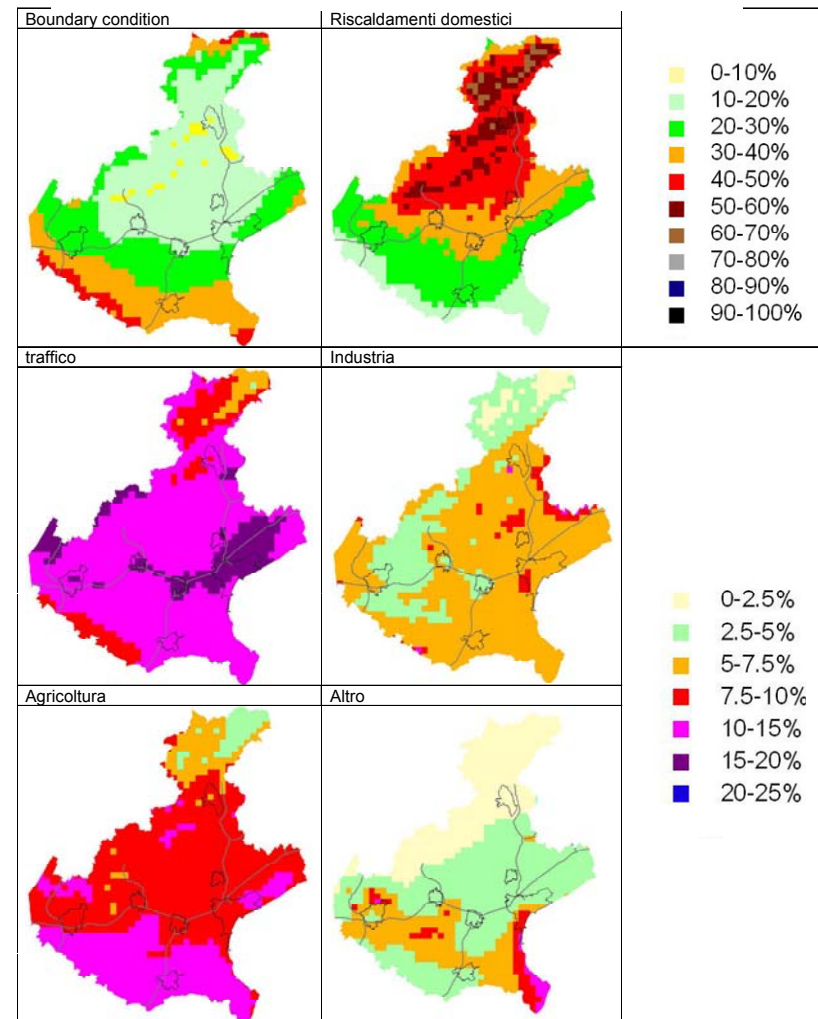 Boundary condition
Riscaldamenti domestici
0-10%
10-20%
20-30%
30-40%
40-50%
50-60%
60-70%
70-80%
80-90%
90-100%
traffico
Industria
0-2.5%
2.5-5%
5-7.5%
7.5-10%
10-15%
15-20%
20-25%
Agricoltura
Altro